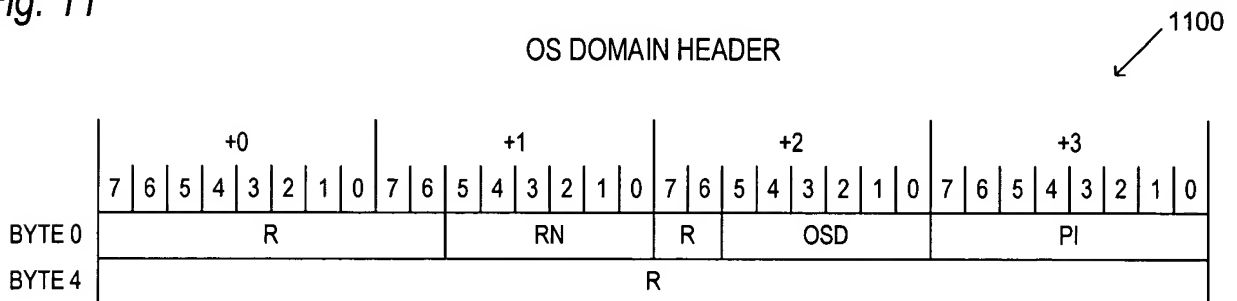 Fig. 11
1100
OS DOMAIN HEADER
+0 +1 +2 +3
7 6 5 4 3 2 1 0 7 6 5 4 3 2 1 0 7 6 5 4 3 2 1 0 7 6 5 4 3 2 1 0
BYTE 0 R RN R OSD PI
BYTE 4 R